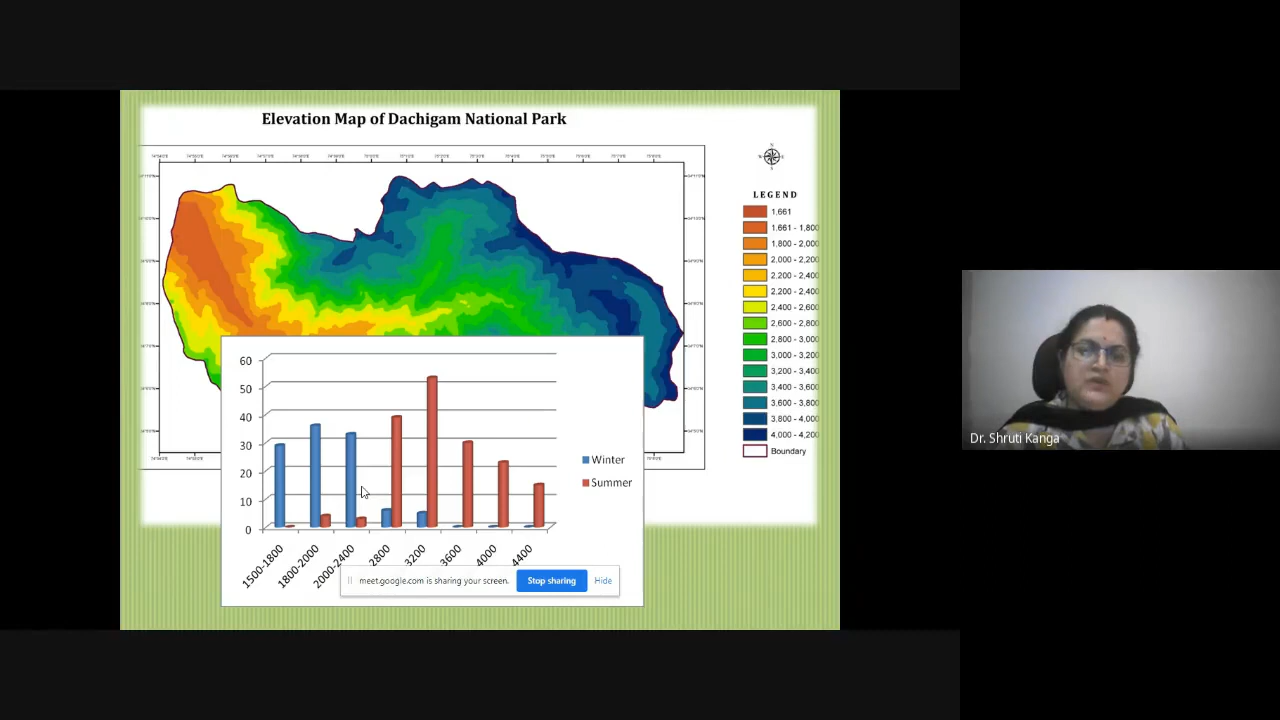 Elevation Map of Dachigam National Park
LEGEND
1,661
1.661 - 1,800
1.800 - 2,000
2,000 - 2,200
2,200 - 2,400
2,200 - 2,400
2,400 - 2,600
2,600 - 2,800
2,800 - 3,000
3,000 - 3,200
3,200 - 3,400
3,400 - 3,600
3,600 - 3,800
3,800 - 4,000
4,000 - 4,200
Boundary
60
50
40
30
20
10
0
Winter
Summer
1500-1800
1800-2000
2000-2400
2800
3200
3600
4000
4400
meet.google.com is sharing your screen.
Stop sharing
Hide
Dr. Shruti Kanga